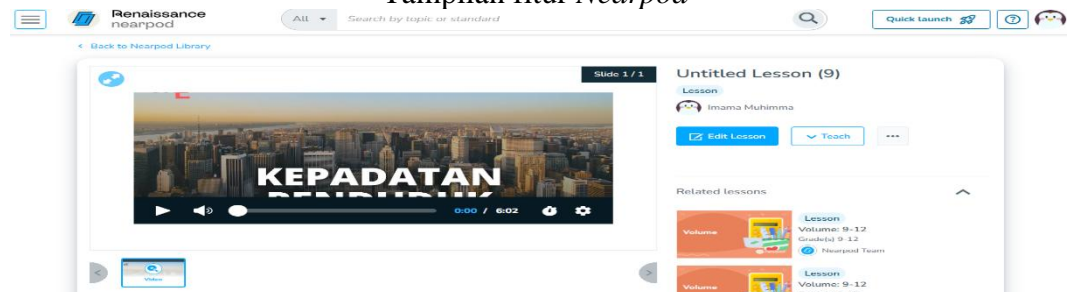 Tampilan fitur Nearpod
Renaissance
nearpod
All
Search by topic or standard
Quick launch
< Back to Nearpod Library
Slide 1 / 1
KEPADATAN
PENDUDUK
0:00 / 6:02
Video
Untitled Lesson (9)
Lesson
Imama Muhimma
Edit Lesson
Teach
Related lessons
Volume
Lesson
Volume: 9-12
Grade(s) 9-12
Nearpod Team
Volume
Lesson
Volume: 9-12